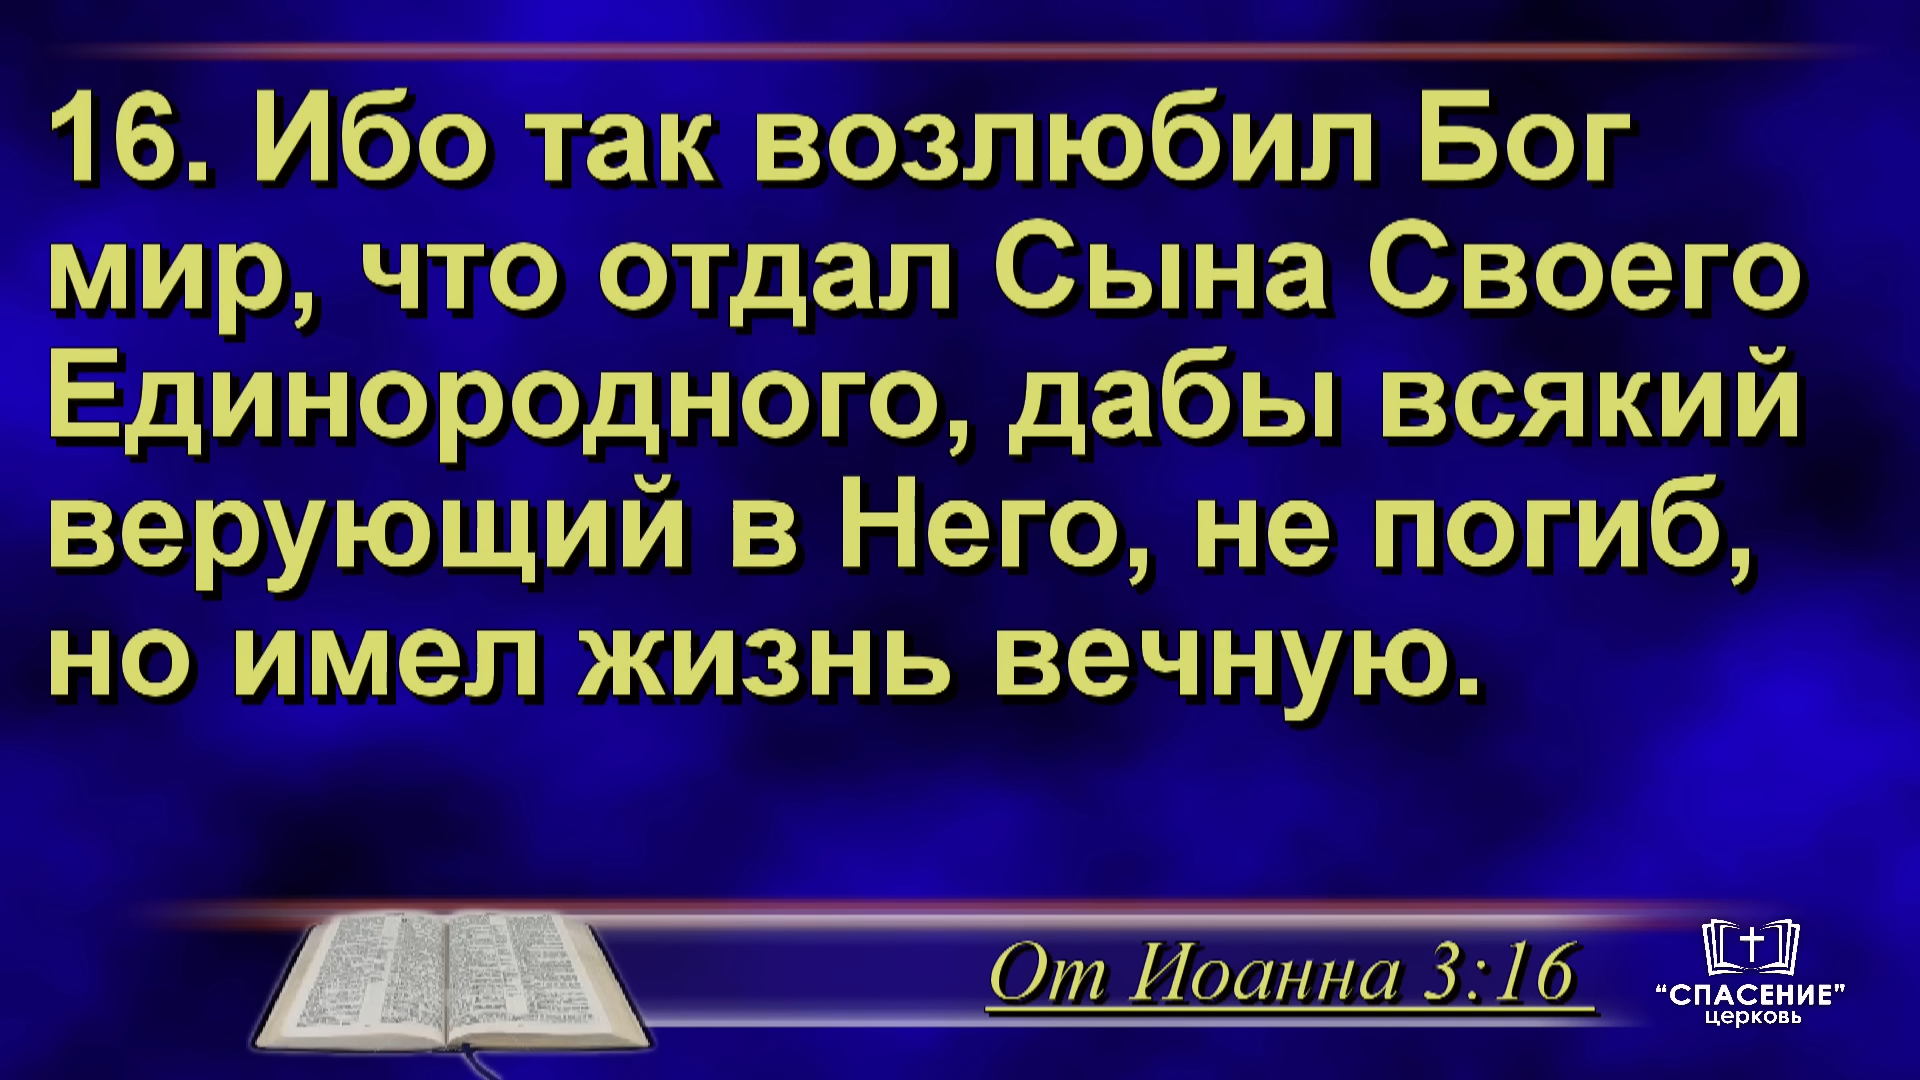 16. Ибо так возлюбил Бог
мир, что отдал Сына Своего
Единородного, дабы всякий
верующий в Него, не погиб,
но имел жизнь вечную.
От Иоанна 3:16
“СПАСЕНИЕ”
церковь